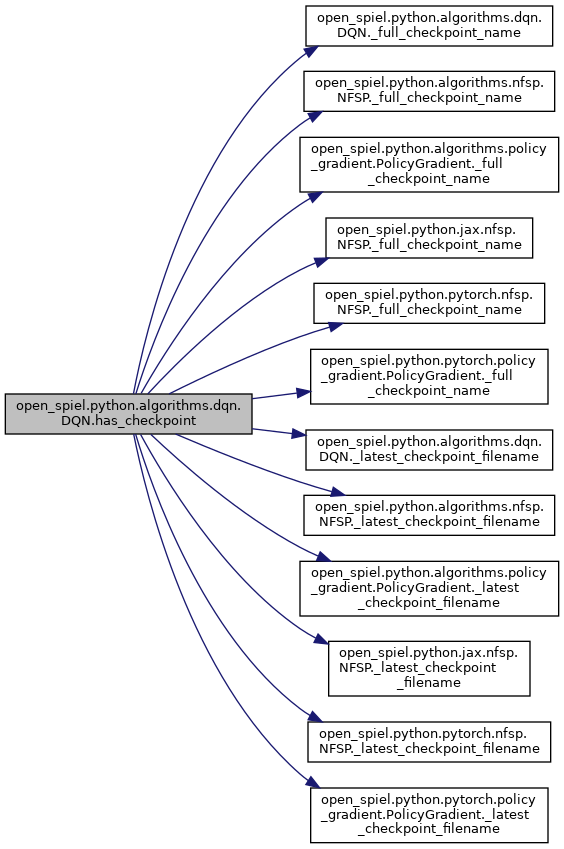 open_spiel.python.algorithms.dqn.
DQN._full_checkpoint_name
open_spiel.python.algorithms.nfsp.
NFSP._full_checkpoint_name
open_spiel.python.algorithms.policy
_gradient.PolicyGradient._full
_checkpoint_name
open_spiel.python.jax.nfsp.
NFSP._full_checkpoint_name
open_spiel.python.pytorch.nfsp.
NFSP._full_checkpoint_name
open_spiel.python.pytorch.policy
_gradient.PolicyGradient._full
_checkpoint_name
open_spiel.python.algorithms.dqn.
DQN.has_checkpoint
open_spiel.python.algorithms.dqn.
DQN._latest_checkpoint_filename
open_spiel.python.algorithms.nfsp.
NFSP._latest_checkpoint_filename
open_spiel.python.algorithms.policy
_gradient.PolicyGradient._latest
_checkpoint_filename
open_spiel.python.jax.nfsp.
NFSP._latest_checkpoint
_filename
open_spiel.python.pytorch.nfsp.
NFSP._latest_checkpoint_filename
open_spiel.python.pytorch.policy
_gradient.PolicyGradient._latest
_checkpoint_filename